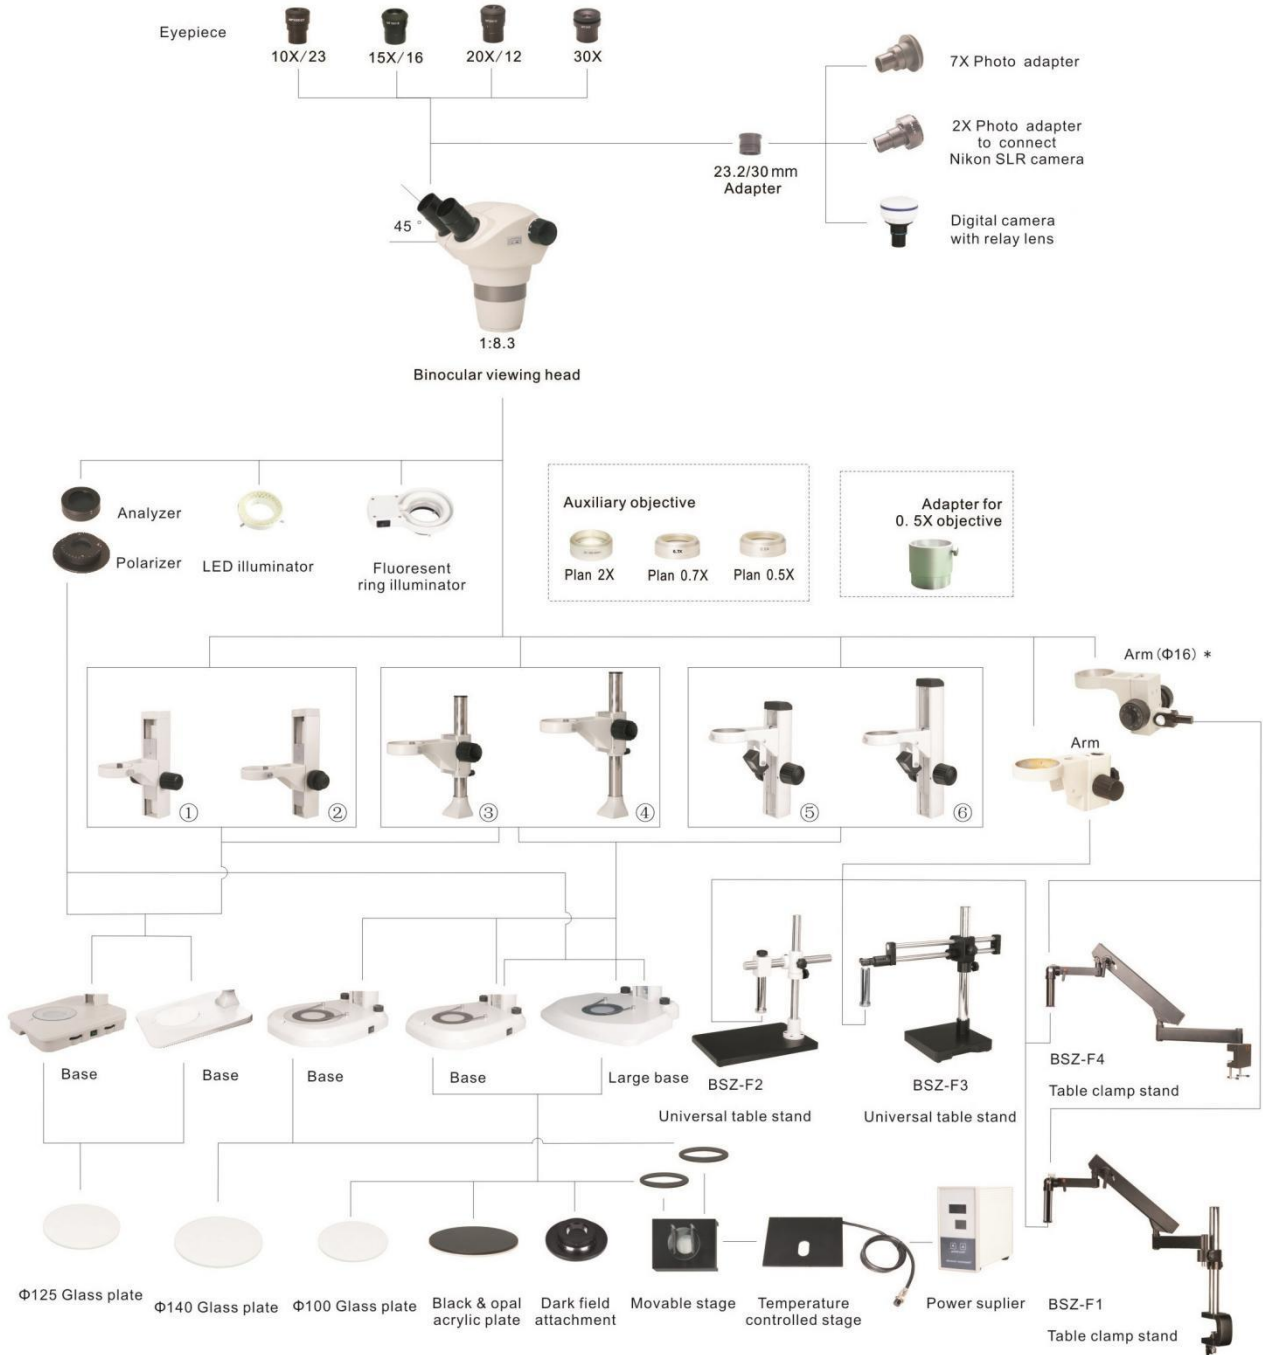 Eyepiece
10X/23
15X/16
20X/12
30X
7X Photo adapter
2X Photo adapter
to connect
Nikon SLR camera
23.2/30 mm
Adapter
45°
Digital camera
with relay lens
1:8.3
Binocular viewing head
Analyzer
Polarizer
LED illuminator
Fluoresent
ring illuminator
Auxiliary objective
Plan 2X
Plan 0.7X
Plan 0.5X
Adapter for
0. 5X objective
Arm (Φ16) *
Arm
①
②
③
④
⑤
⑥
Base
Base
Base
Base
Large base
BSZ-F2
Universal table stand
BSZ-F3
Universal table stand
BSZ-F4
Table clamp stand
Φ125 Glass plate
Φ140 Glass plate
Φ100 Glass plate
Black & opal
acrylic plate
Dark field
attachment
Movable stage
Temperature
controlled stage
Power suplier
BSZ-F1
Table clamp stand